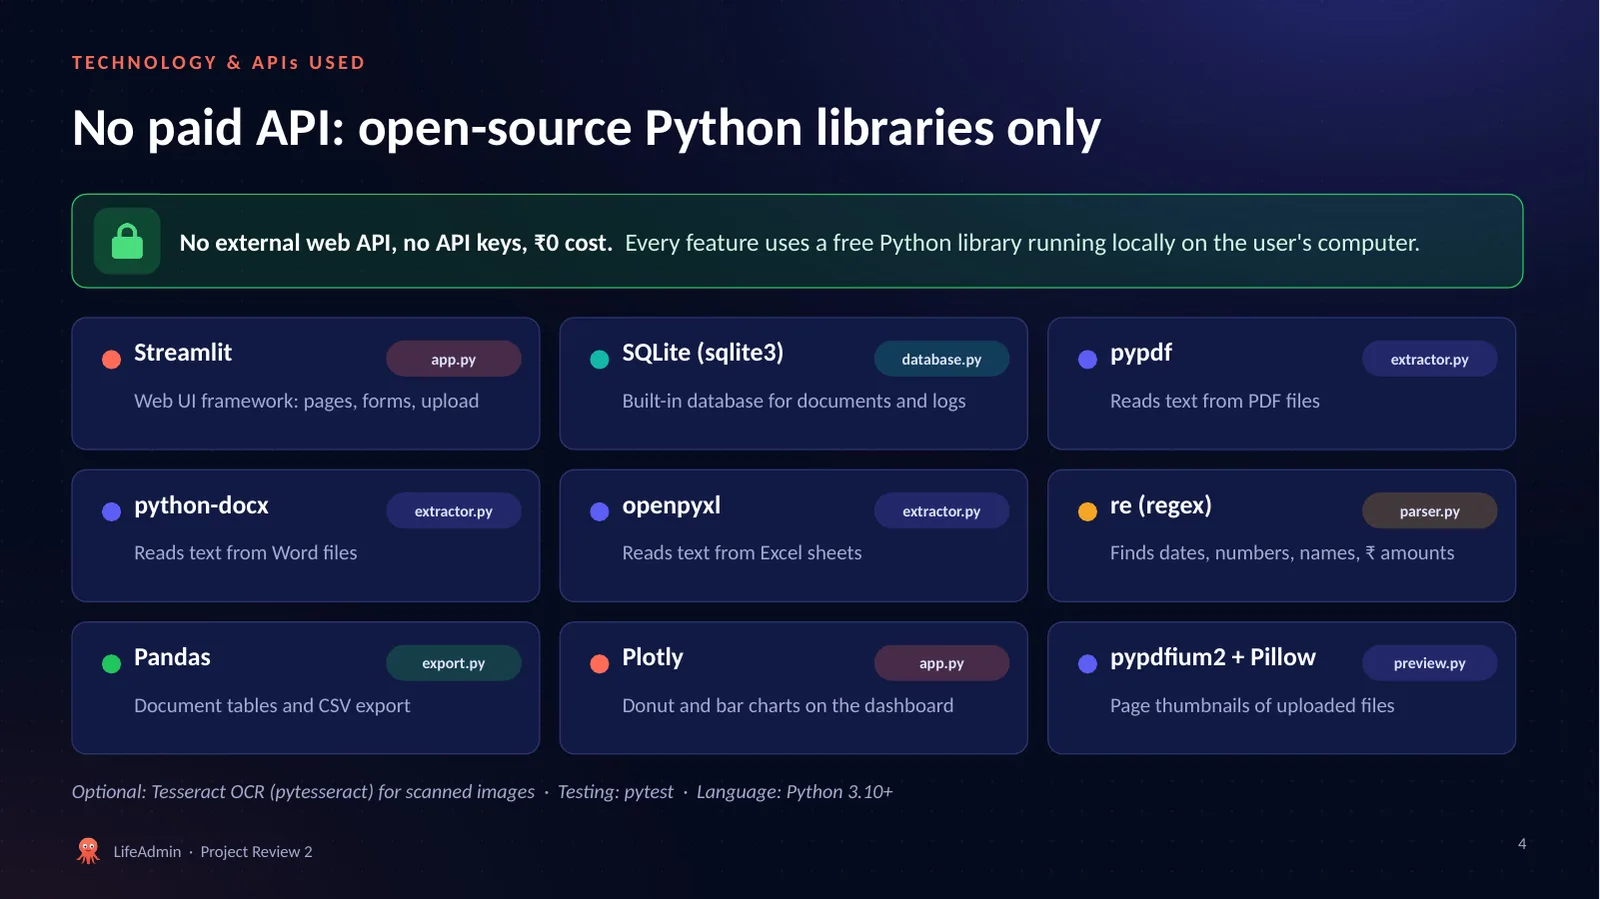 TECHNOLOGY & APIs USED
No paid API: open-source Python libraries only
No external web API, no API keys, ₹0 cost. Every feature uses a free Python library running locally on the user's computer.
Streamlit
app.py
Web UI framework: pages, forms, upload
SQLite (sqlite3)
database.py
Built-in database for documents and logs
pypdf
extractor.py
Reads text from PDF files
python-docx
extractor.py
Reads text from Word files
openpyxl
extractor.py
Reads text from Excel sheets
re (regex)
parser.py
Finds dates, numbers, names, ₹ amounts
Pandas
export.py
Document tables and CSV export
Plotly
app.py
Donut and bar charts on the dashboard
pypdfium2 + Pillow
preview.py
Page thumbnails of uploaded files
Optional: Tesseract OCR (pytesseract) for scanned images · Testing: pytest · Language: Python 3.10+
LifeAdmin · Project Review 2
4